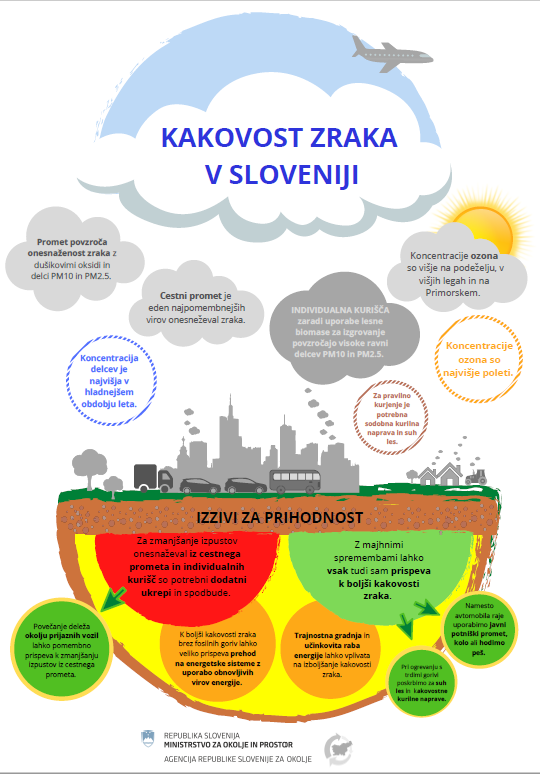 KAKOVOST ZRAKA
V SLOVENIJI
Promet povzroča
onesnaženost zraka z
dušikovimi oksidi in
delci PM10 in PM2.5.
Cestni promet je
eden najpomembnejših
virov onesneževal zraka.
INDIVIDUALNA KURIŠČA
zaradi uporabe lesne
biomase za izgrovanje
povzročajo visoke ravni
delcev PM10 in PM2.5.
Koncentracije ozona
so višje na podeželju, v
višjih legah in na
Primorskem.
Koncentracija
delcev je
najvišja v
hladnejšem
obdobju leta.
Za pravilno
kurjenje je
potrebna
sodobna kurilna
naprava in suh
les.
Koncentracije
ozona so
najvišje poleti.
IZZIVI ZA PRIHODNOST
Za zmanjšanje izpustov
onesnaževal iz cestnega
prometa in individualnih
kurišč so potrebni dodatni
ukrepi in spodbude.
Z majhnimi
spremembami lahko
vsak tudi sam prispeva
k boljši kakovosti
zraka.
Povečanje deleža
okolju prijaznih vozil
lahko pomembno
prispeva k zmanjšanju
izpustov iz cestnega
prometa.
K boljši kakovosti zraka
brez fosilnih goriv lahko
veliko prispeva prehod
na energetske sisteme z
uporabo obnovljivih
virov energije.
Trajnostna gradnja in
učinkovita raba
energije lahko vplivata
na izboljšanje kakovosti
zraka.
Namesto
avtomobila raje
uporabimo javni
potniški promet,
kolo ali hodimo
peš.
Pri ogrevanju s
trdimi gorivi
poskrbimo za suh
les in kakovostne
kurilne naprave.
REPUBLIKA SLOVENIJA
MINISTRSTVO ZA OKOLJE IN PROSTOR
AGENCIJA REPUBLIKE SLOVENIJE ZA OKOLJE